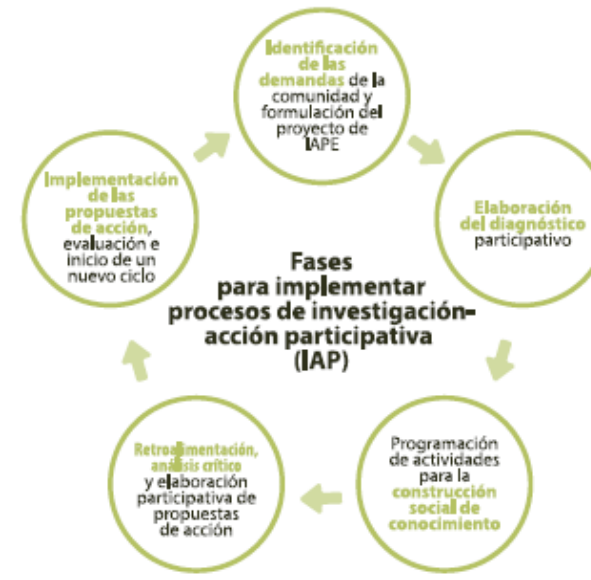 Identificación
de las
demandas de la
comunidad y
formulación del
proyecto de
IAPE
Elaboración
del diagnóstico
participativo
Programación
de actividades
para la
construcción
social de
conocimiento
Retroalimentación,
análisis crítico
y elaboración
participativa de
propuestas
de acción
Implementación
de las
propuestas
de acción,
evaluación e
inicio de un
nuevo ciclo
Fases
para implementar
procesos de investigación-
acción participativa
(IAP)